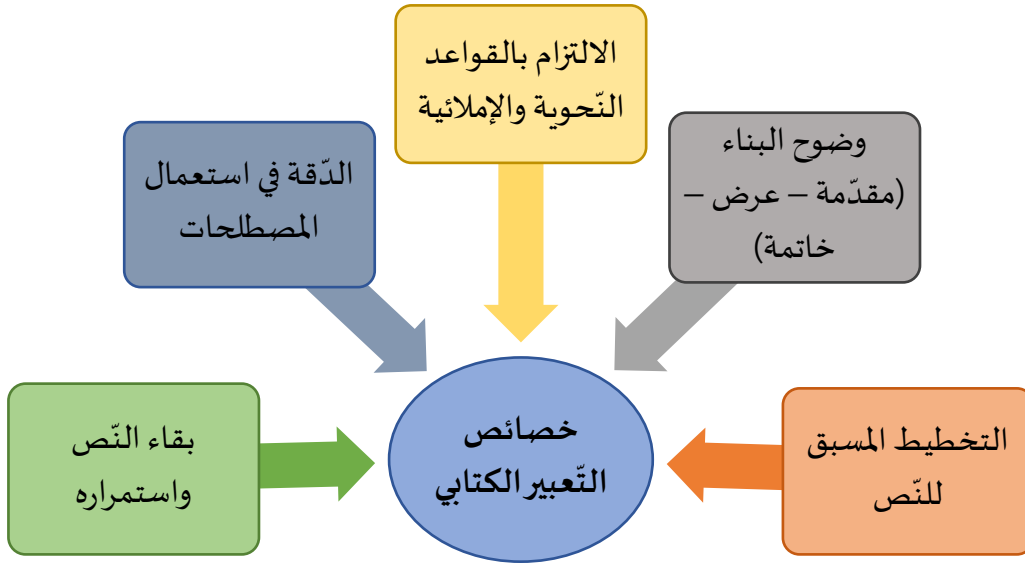 الالتزام بالقواعد
النّحوية والإملائية
وضوح البناء
(مقدّمة – عرض –
خاتمة)
الدّقة في استعمال
المصطلحات
التخطيط المسبق
للنّص
خصائص
التّعبير الكتابي
بقاء النّص
واستمراره